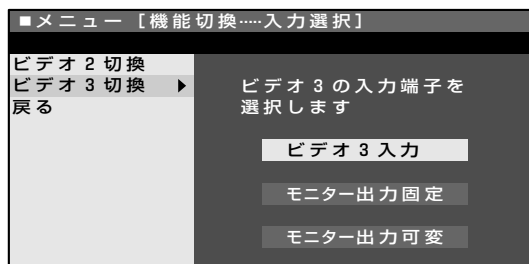 ■メニュー [機能切換……入力選択]
ビデオ2切換
ビデオ3切換 ▶
戻る
ビデオ3の入力端子を
選択します
ビデオ3入力
モニター出力固定
モニター出力可変